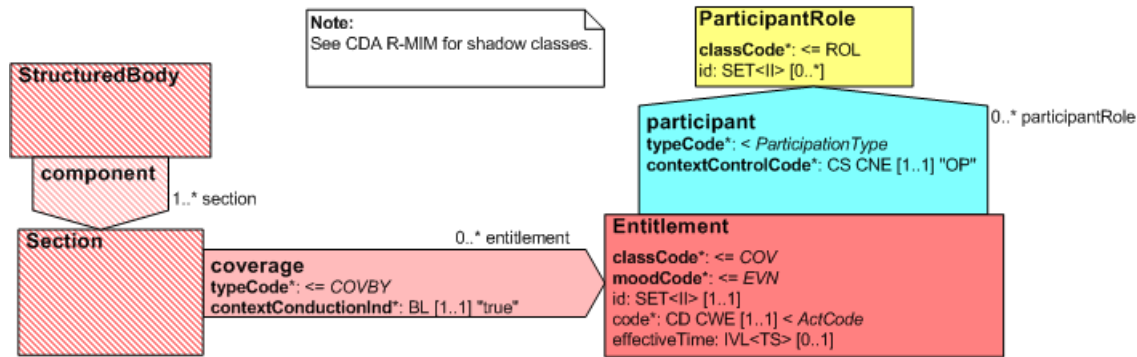 Note:
See CDA R-MIM for shadow classes.
ParticipantRole
classCode*: <= ROL
id: SET<II> [0..*]
StructuredBody
component
1..* section
0..* participantRole
participant
typeCode*: < ParticipationType
contextControlCode*: CS CNE [1..1] "OP"
Section
0..* entitlement
coverage
typeCode*: <= COVBY
contextConductionInd*: BL [1..1] "true"
Entitlement
classCode*: <= COV
moodCode*: <= EVN
id: SET<II> [1..1]
code*: CD CWE [1..1] < ActCode
effectiveTime: IVL<TS> [0..1]